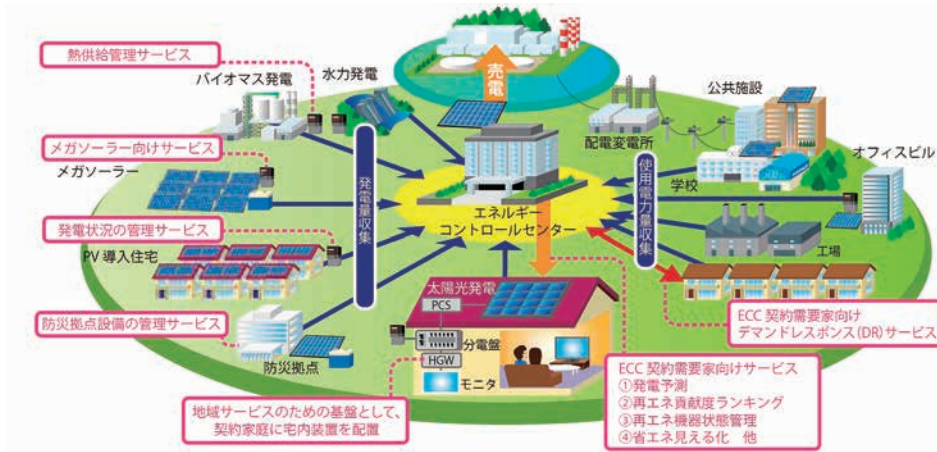 熱供給管理サービス
バイオマス発電
水力発電
売電
公共施設
配電変電所
オフィスビル
メガソーラー向けサービス
メガソーラー
発電量収集
使用電力量収集
学校
エネルギー
コントロールセンター
発電状況の管理サービス
PV導入住宅
工場
太陽光発電
PCS
分電盤
HGW
モニタ
防災拠点設備の管理サービス
防災拠点
ECC 契約需要家向け
デマンドレスポンス(DR)サービス
地域サービスのための基盤として、
契約家庭に宅内装置を配置
ECC 契約需要家向けサービス
①発電予測
②再エネ貢献度ランキング
③再エネ機器状態管理
④省エネ見える化 他